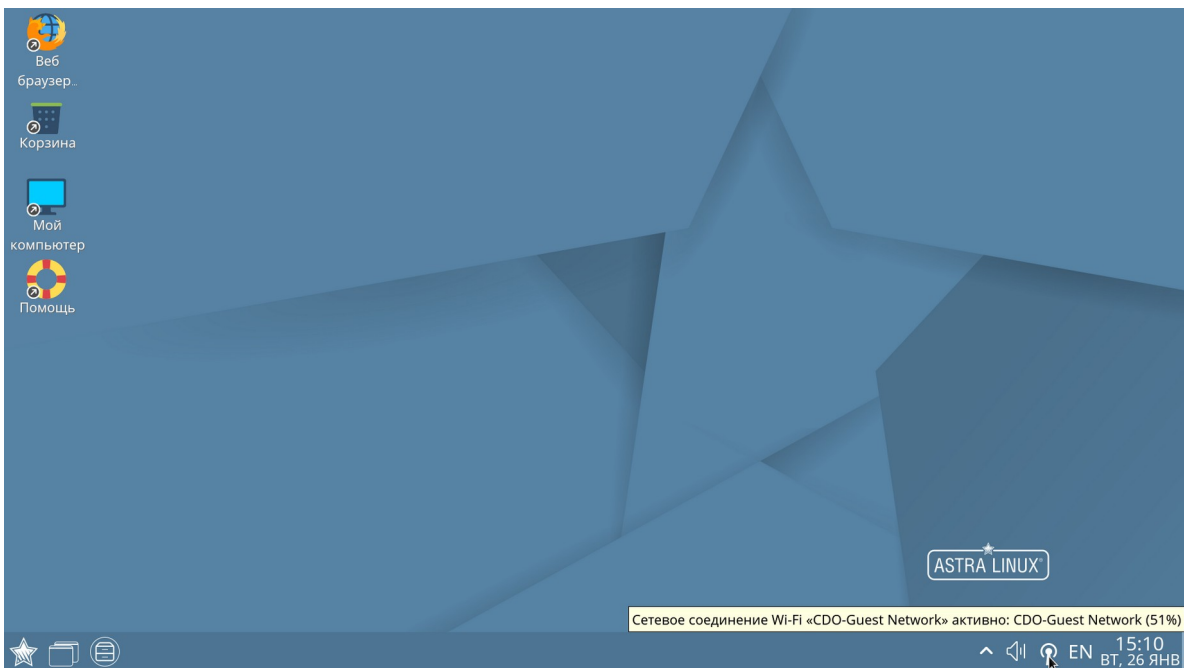 Веб
браузер…
Корзина
Мой
компьютер
Помощь
ASTRA LINUX®
Сетевое соединение Wi-Fi «CDO-Guest Network» активно: CDO-Guest Network (51%)
EN
15:10
ВТ, 26 ЯНВ